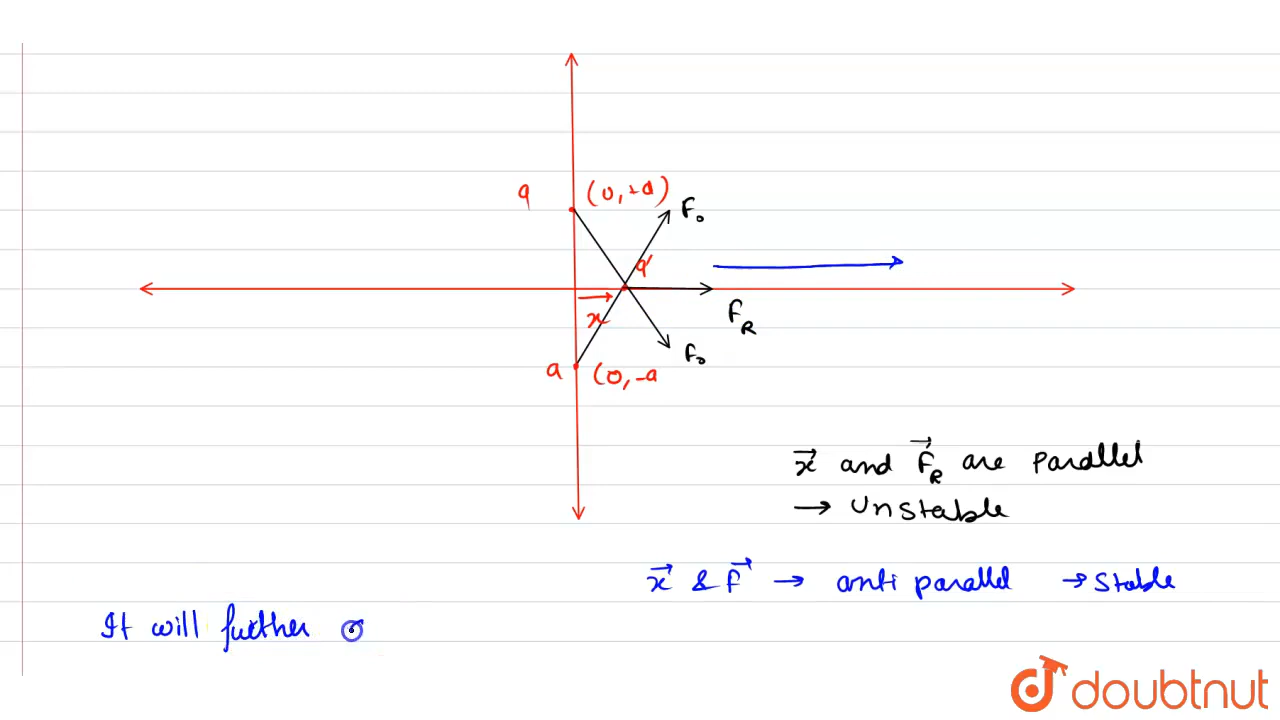 q (0,+a)
F₀
q'
x
F_R
F₀
a (0,-a
x⃗ and F⃗_R are parallel
→ Unstable
x⃗ & F⃗ → anti parallel → Stable
It will further
doubtnut